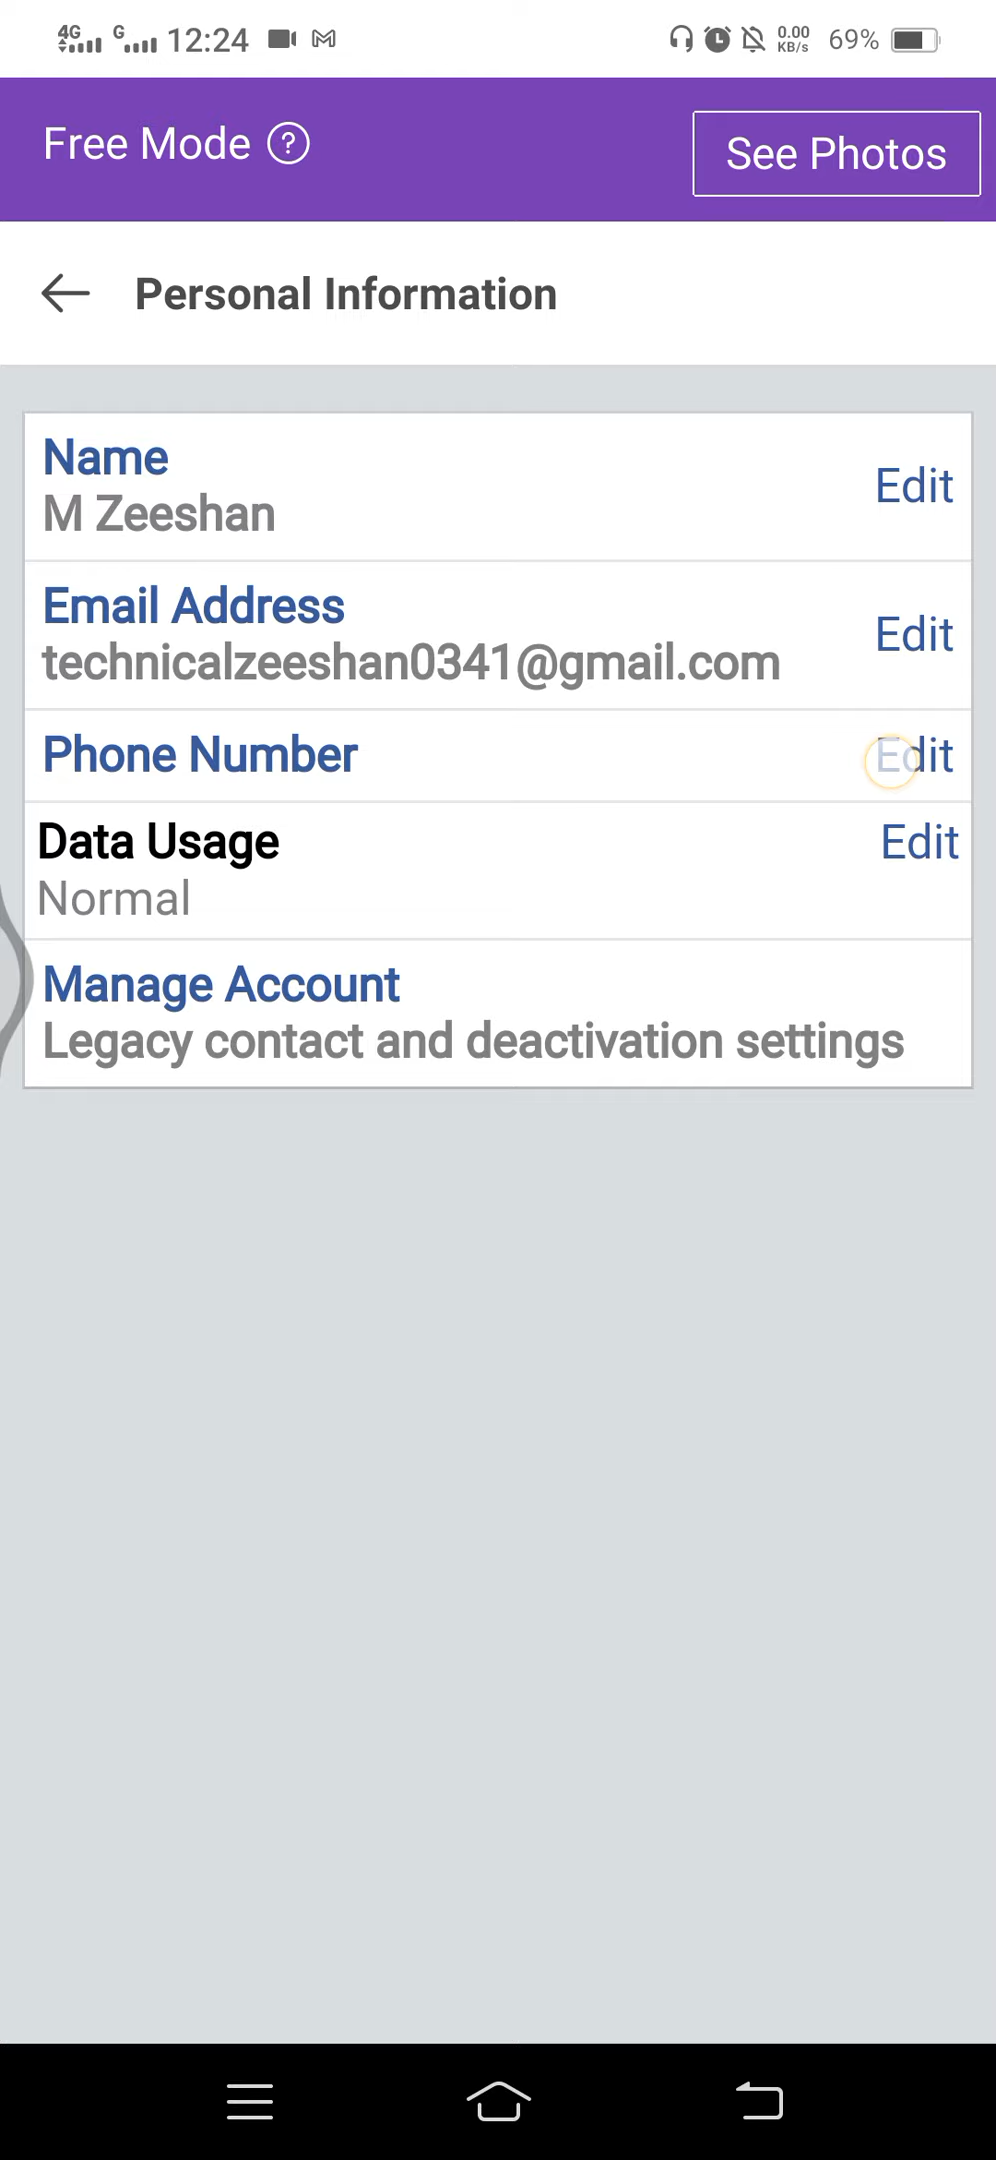 4G G 12:24 0.00 KB/s 69%
Free Mode ? See Photos
Personal Information
Name
M Zeeshan
Edit
Email Address
technicalzeeshan0341@gmail.com
Edit
Phone Number Edit
Data Usage Edit
Normal
Manage Account
Legacy contact and deactivation settings